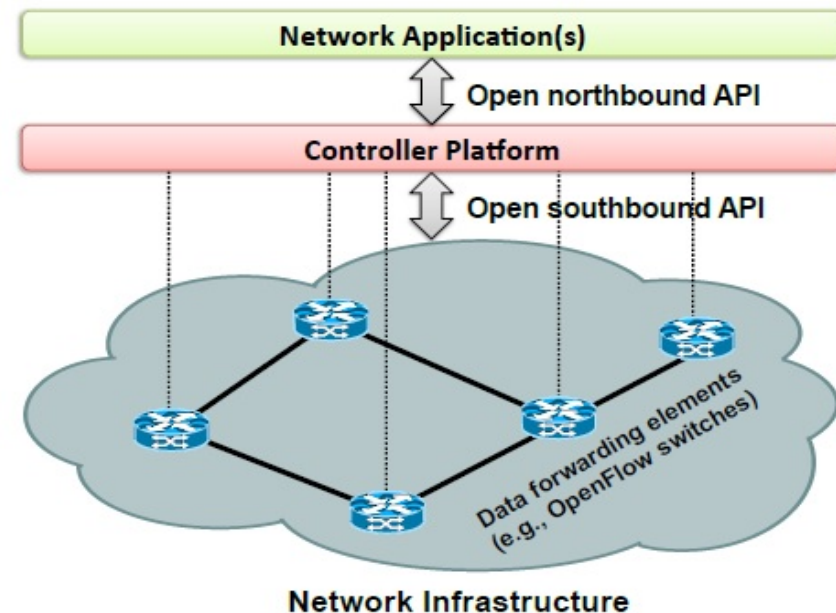 Network Application(s)
Open northbound API
Controller Platform
Open southbound API
Data forwarding elements
(e.g., OpenFlow switches)
Network Infrastructure